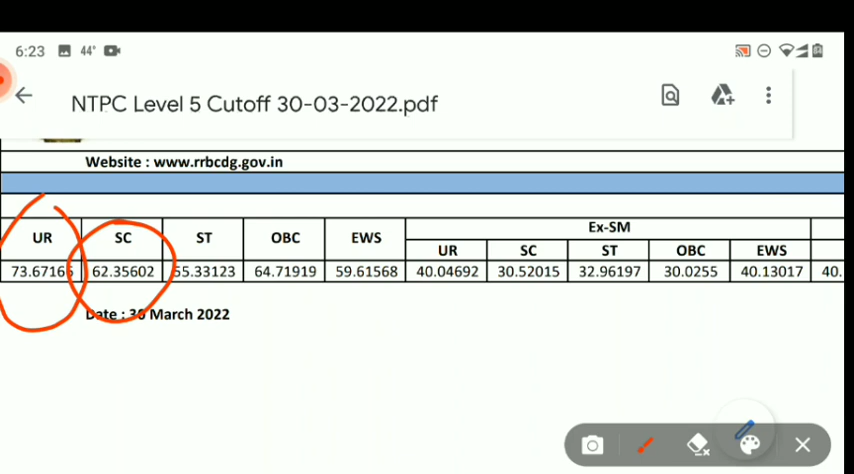 6:23 44°
NTPC Level 5 Cutoff 30-03-2022.pdf
Website : www.rrbcdg.gov.in
UR SC ST OBC EWS Ex-SM
UR SC ST OBC EWS
73.67166 62.35602 55.33123 64.71919 59.61568 40.04692 30.52015 32.96197 30.0255 40.13017 40.
Date : 30 March 2022